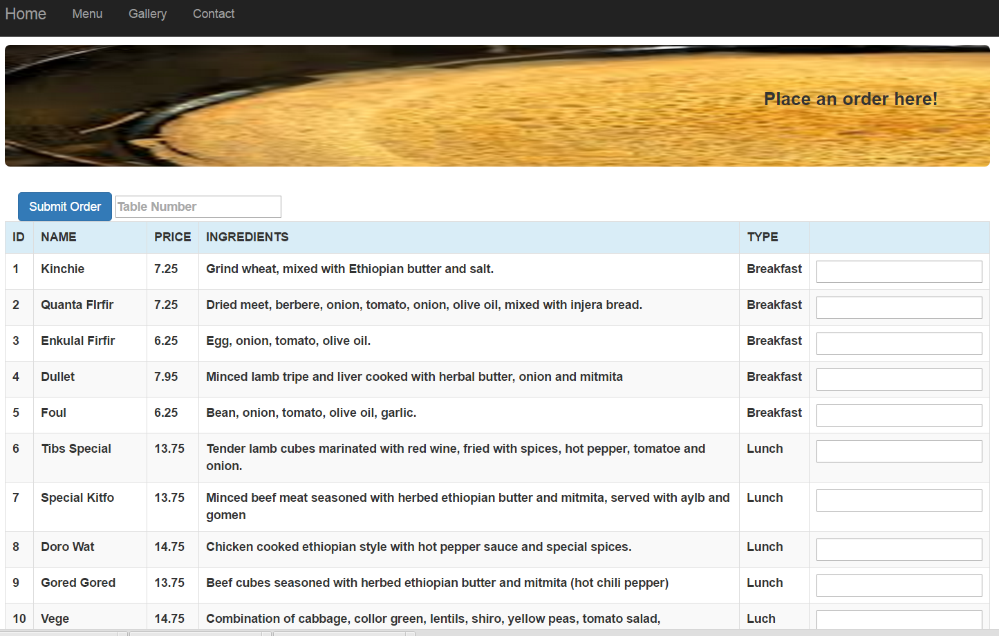 Home Menu Gallery Contact
Place an order here!
Submit Order Table Number
ID NAME PRICE INGREDIENTS TYPE
1 Kinchie 7.25 Grind wheat, mixed with Ethiopian butter and salt. Breakfast
2 Quanta FIrfir 7.25 Dried meet, berbere, onion, tomato, onion, olive oil, mixed with injera bread. Breakfast
3 Enkulal Firfir 6.25 Egg, onion, tomato, olive oil. Breakfast
4 Dullet 7.95 Minced lamb tripe and liver cooked with herbal butter, onion and mitmita Breakfast
5 Foul 6.25 Bean, onion, tomato, olive oil, garlic. Breakfast
6 Tibs Special 13.75 Tender lamb cubes marinated with red wine, fried with spices, hot pepper, tomatoe and Lunch
onion.
7 Special Kitfo 13.75 Minced beef meat seasoned with herbed ethiopian butter and mitmita, served with aylb and Lunch
gomen
8 Doro Wat 14.75 Chicken cooked ethiopian style with hot pepper sauce and special spices. Lunch
9 Gored Gored 13.75 Beef cubes seasoned with herbed ethiopian butter and mitmita (hot chili pepper) Lunch
10 Vege 14.75 Combination of cabbage, collor green, lentils, shiro, yellow peas, tomato salad, Luch